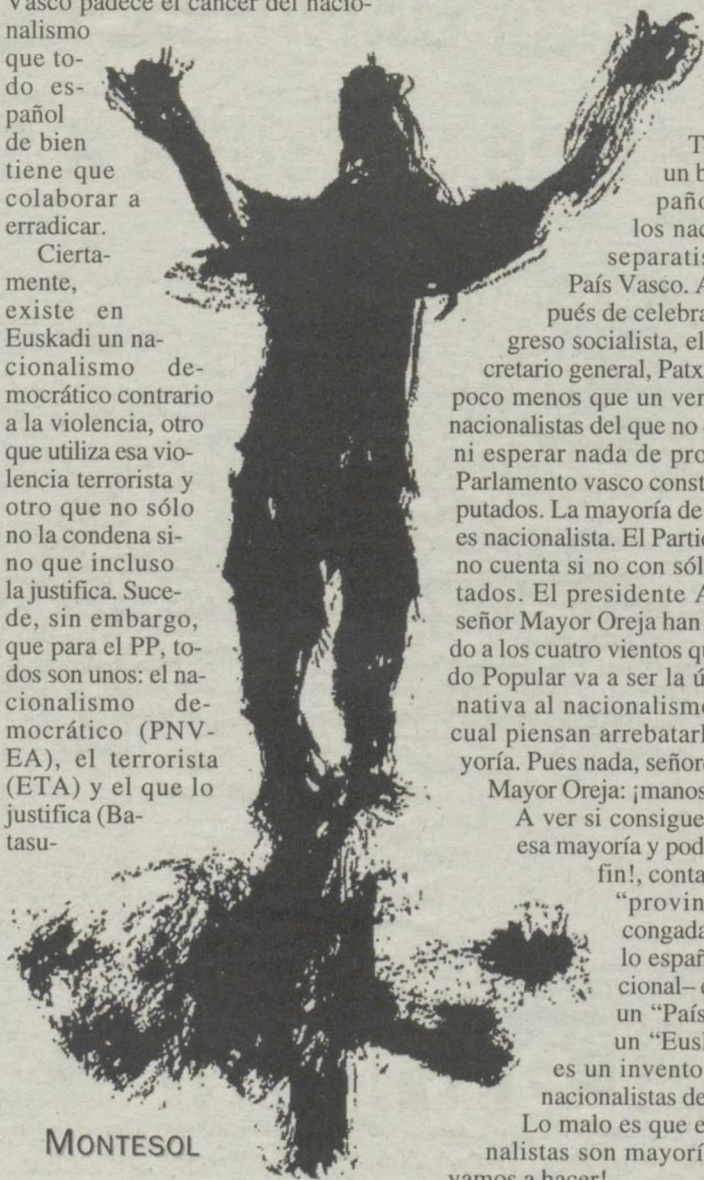 Vasco padece el cáncer del nacio-
nalismo
que to-
do es-
pañol
de bien
tiene que
colaborar a
erradicar.
Cierta-
mente,
existe en
Euskadi un na-
cionalismo de-
mocrático contrario
a la violencia, otro
que utiliza esa vio-
lencia terrorista y
otro que no sólo
no la condena si-
no que incluso
la justifica. Suce-
de, sin embargo,
que para el PP, to-
dos son unos: el na-
cionalismo de-
mocrático (PNV-
EA), el terrorista
(ETA) y el que lo
justifica (Ba-
tasu-
MONTESOL
T
un b
paño
los nac
separatis
País Vasco. A
pués de celebra
greso socialista, el
cretario general, Patx
poco menos que un ver
nacionalistas del que no
ni esperar nada de pro
Parlamento vasco const
putados. La mayoría de
es nacionalista. El Partid
no cuenta si no con sól
tados. El presidente A
señor Mayor Oreja han
do a los cuatro vientos qu
do Popular va a ser la ú
nativa al nacionalismo
cual piensan arrebatarl
yoría. Pues nada, señor
Mayor Oreja: ¡manos
A ver si consigue
esa mayoría y pod
fin!, conta
“provin
congada
lo españ
cional–
un “País
un “Eusk
es un invento
nacionalistas de
Lo malo es que e
nalistas son mayorí
vamos a hacer!